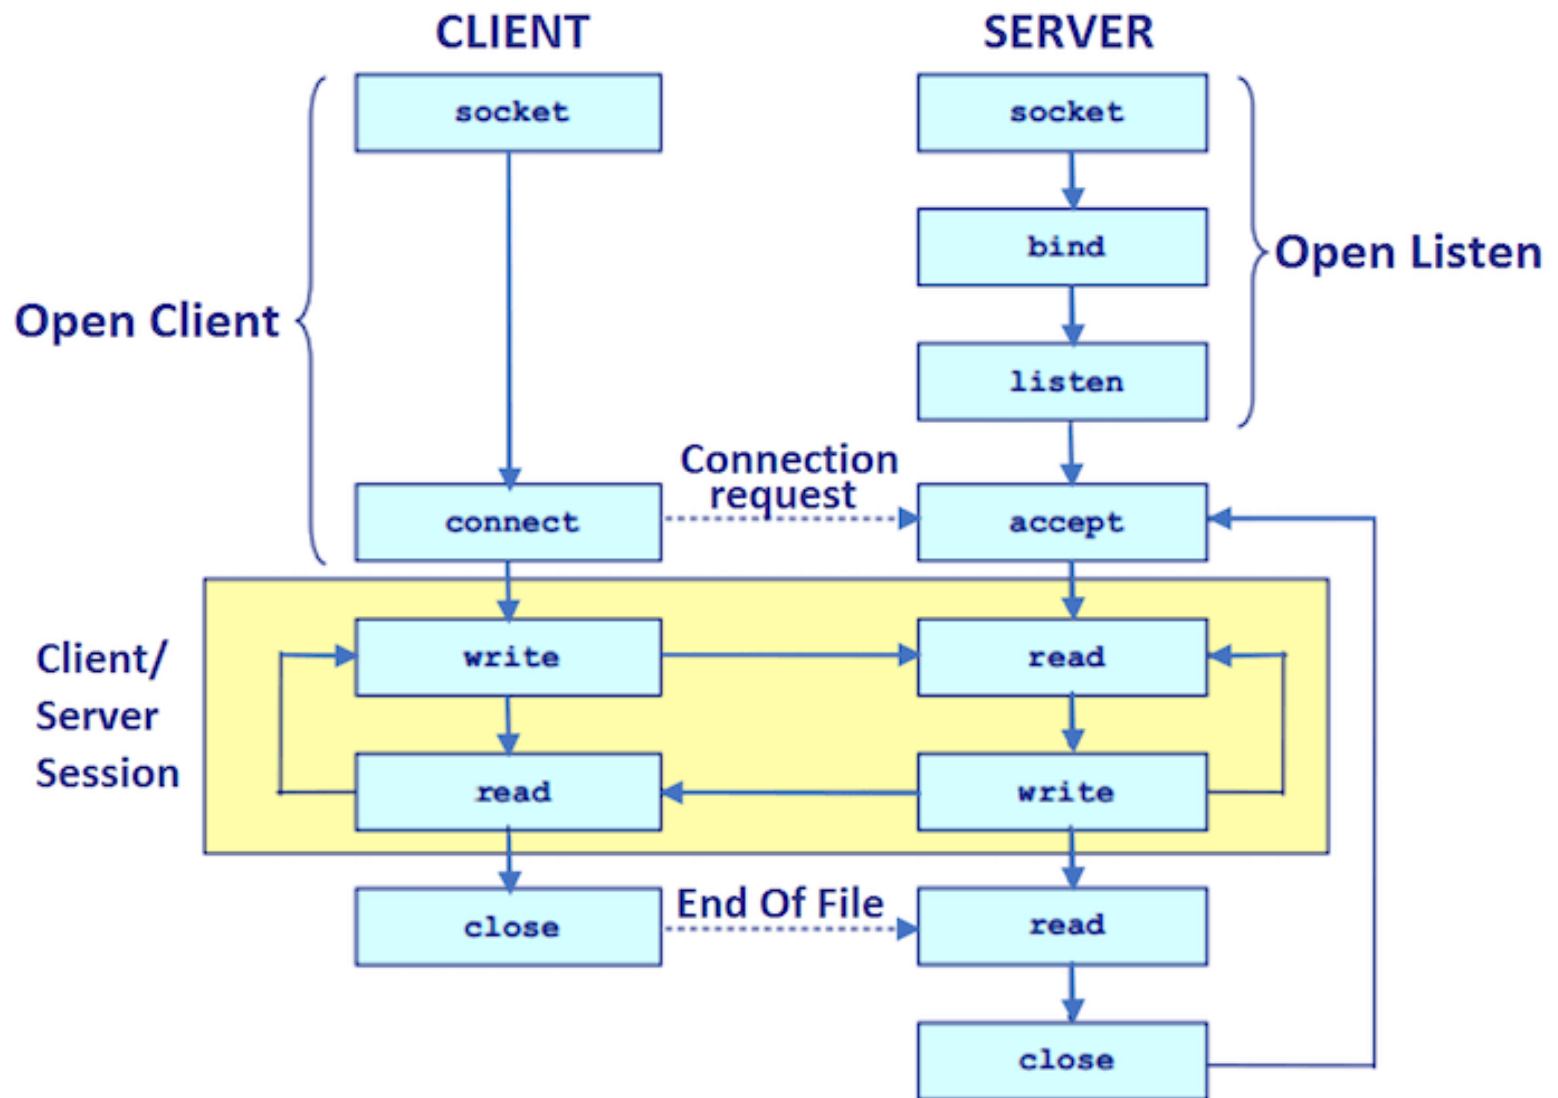 CLIENT
SERVER
socket
socket
bind
Open Listen
Open Client
listen
Connection
request
connect
accept
Client/
Server
Session
write
read
read
write
close
End Of File
read
close